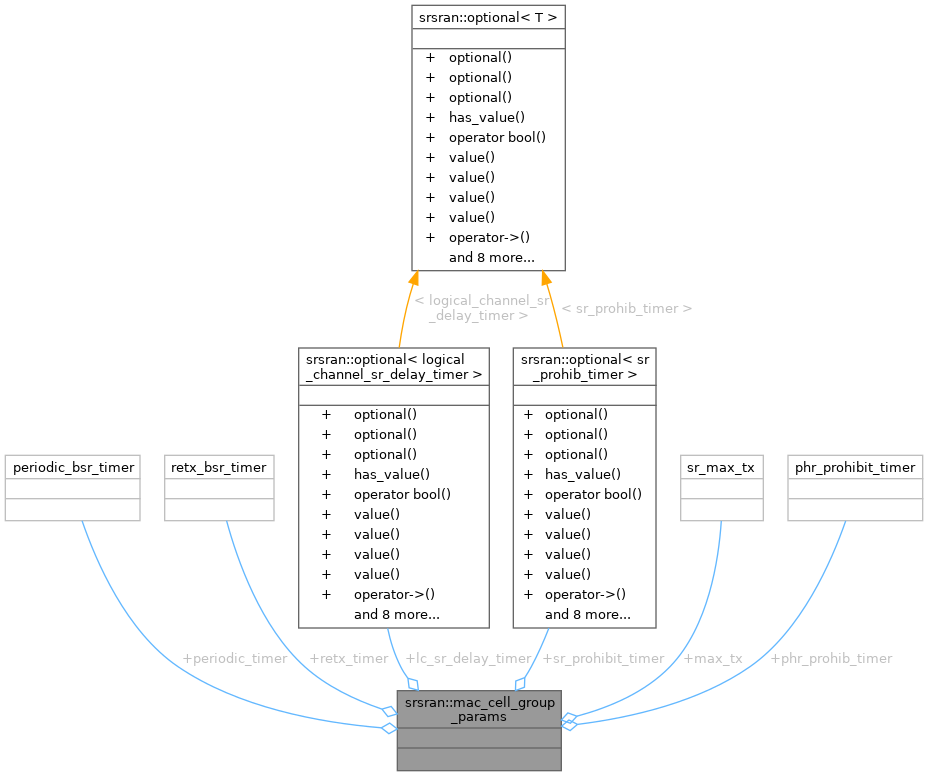 srsran::optional< T >
+ optional()
+ optional()
+ optional()
+ has_value()
+ operator bool()
+ value()
+ value()
+ value()
+ value()
+ operator->()
and 8 more...
< logical_channel_sr
_delay_timer >
< sr_prohib_timer >
srsran::optional< logical
_channel_sr_delay_timer >
+ optional()
+ optional()
+ optional()
+ has_value()
+ operator bool()
+ value()
+ value()
+ value()
+ value()
+ operator->()
and 8 more...
srsran::optional< sr
_prohib_timer >
+ optional()
+ optional()
+ optional()
+ has_value()
+ operator bool()
+ value()
+ value()
+ value()
+ value()
+ operator->()
and 8 more...
periodic_bsr_timer
retx_bsr_timer
sr_max_tx
phr_prohibit_timer
+periodic_timer
+retx_timer
+lc_sr_delay_timer
+sr_prohibit_timer
+max_tx
+phr_prohib_timer
srsran::mac_cell_group
_params